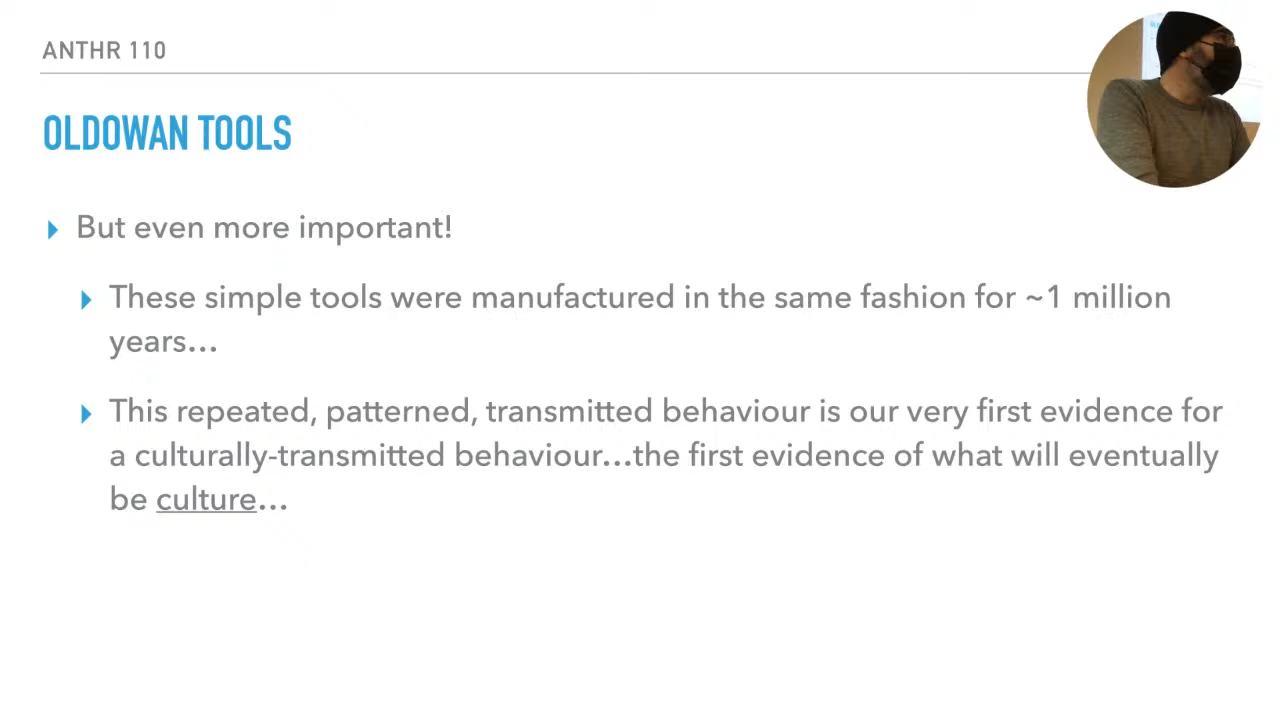 ANTHR 110
OLDOWAN TOOLS
But even more important!
These simple tools were manufactured in the same fashion for ~1 million
years…
This repeated, patterned, transmitted behaviour is our very first evidence for
a culturally-transmitted behaviour…the first evidence of what will eventually
be culture…